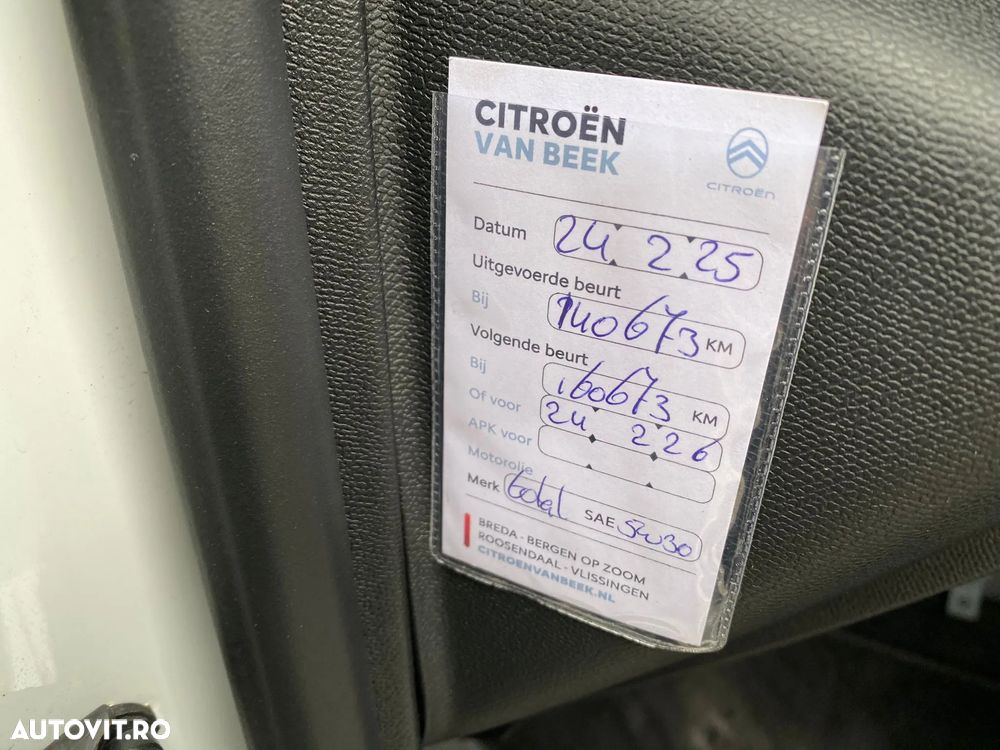 CITROËN
VAN BEEK
CITROËN
Datum 24 2 25
Uitgevoerde beurt
Bij 140673 KM
Volgende beurt
Bij 160673 KM
Of voor 24 2 26
APK voor
Motorolie
Merk total SAE 5W30
BREDA - BERGEN OP ZOOM
ROOSENDAAL - VLISSINGEN
CITROENVANBEEK.NL
AUTOVIT.RO